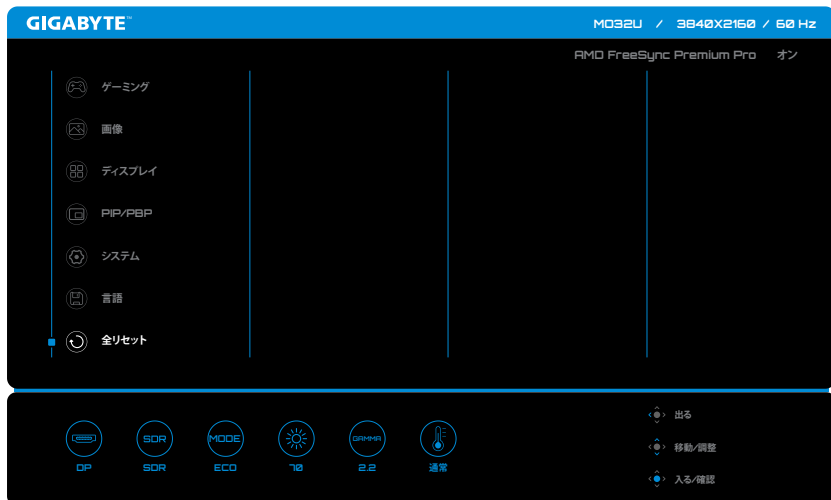 GIGABYTE™
MO32U / 3840X2160 / 60 Hz
AMD FreeSync Premium Pro オン
ゲーミング
画像
ディスプレイ
PIP/PBP
システム
言語
全リセット
SDR MODE GAMMA
DP SDR ECO 70 2.2 通常
出る
移動/調整
入る/確認